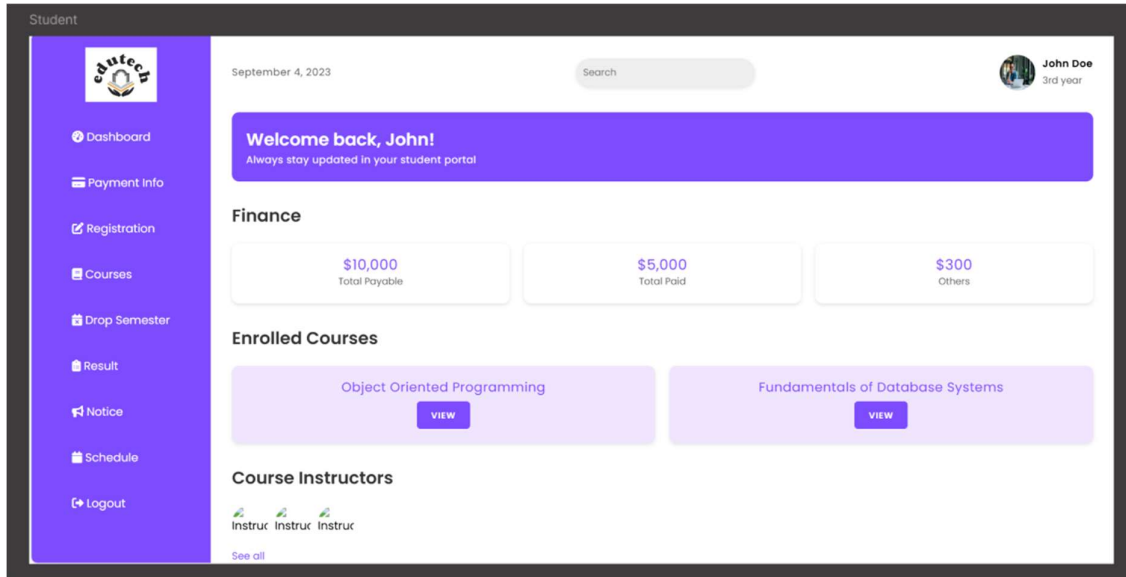 Student
edutech
Dashboard
Payment Info
Registration
Courses
Drop Semester
Result
Notice
Schedule
Logout
September 4, 2023
Search
John Doe
3rd year
Welcome back, John!
Always stay updated in your student portal
Finance
$10,000
Total Payable
$5,000
Total Paid
$300
Others
Enrolled Courses
Object Oriented Programming
VIEW
Fundamentals of Database Systems
VIEW
Course Instructors
Instruc Instruc Instruc
See all